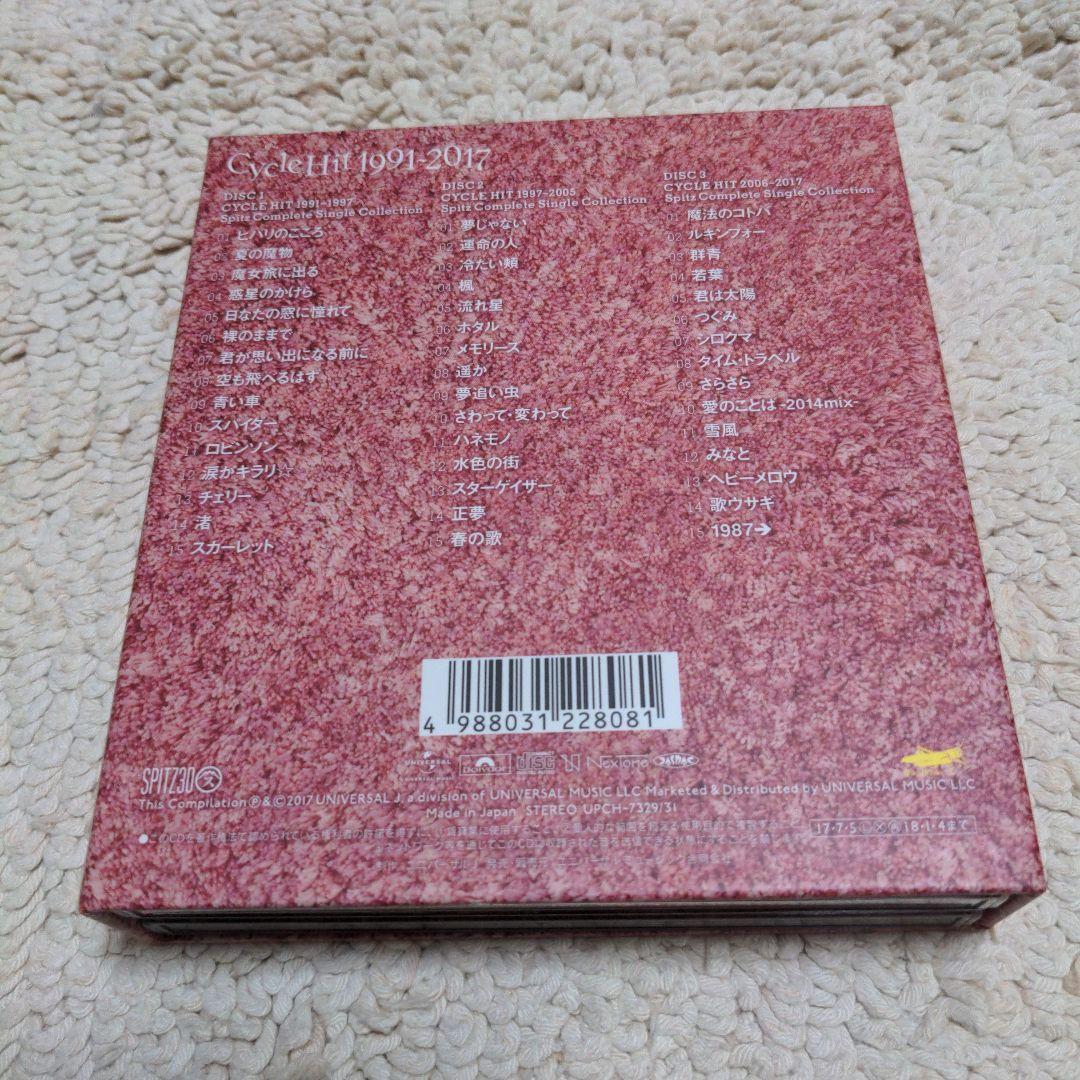 CycleHit 1991-2017
DISC 1
CYCLE HIT 1991-1997
Spitz Complete Single Collection
01 ヒバリのこころ
02 夏の魔物
03 魔女旅に出る
04 惑星のかけら
05 日なたの窓に憧れて
06 裸のままで
07 君が思い出になる前に
08 空も飛べるはず
09 青い車
10 スパイダー
11 ロビンソン
12 涙がキラリ☆
13 チェリー
14 渚
15 スカーレット
DISC 2
CYCLE HIT 1997-2005
Spitz Complete Single Collection
01 夢じゃない
02 運命の人
03 冷たい頬
04 楓
05 流れ星
06 ホタル
07 メモリーズ
08 遥か
09 夢追い虫
10 さわって・変わって
11 ハネモノ
12 水色の街
13 スターゲイザー
14 正夢
15 春の歌
DISC 3
CYCLE HIT 2006-2017
Spitz Complete Single Collection
01 魔法のコトバ
02 ルキンフォー
03 群青
04 若葉
05 君は太陽
06 つぐみ
07 シロクマ
08 タイム・トラベル
09 さらさら
10 愛のことば -2014mix-
11 雪風
12 みなと
13 ヘビーメロウ
14 歌ウサギ
15 1987→
4 988031 228081
UNIVERSAL
polydor
DISC
NexTone
JASRAC
SPITZ30
This Compilation ℗&©2017 UNIVERSAL J, a division of UNIVERSAL MUSIC LLC Marketed & Distributed by UNIVERSAL MUSIC LLC
Made in Japan STEREO UPCH-7329/31
17・7・5 18・1・4まで